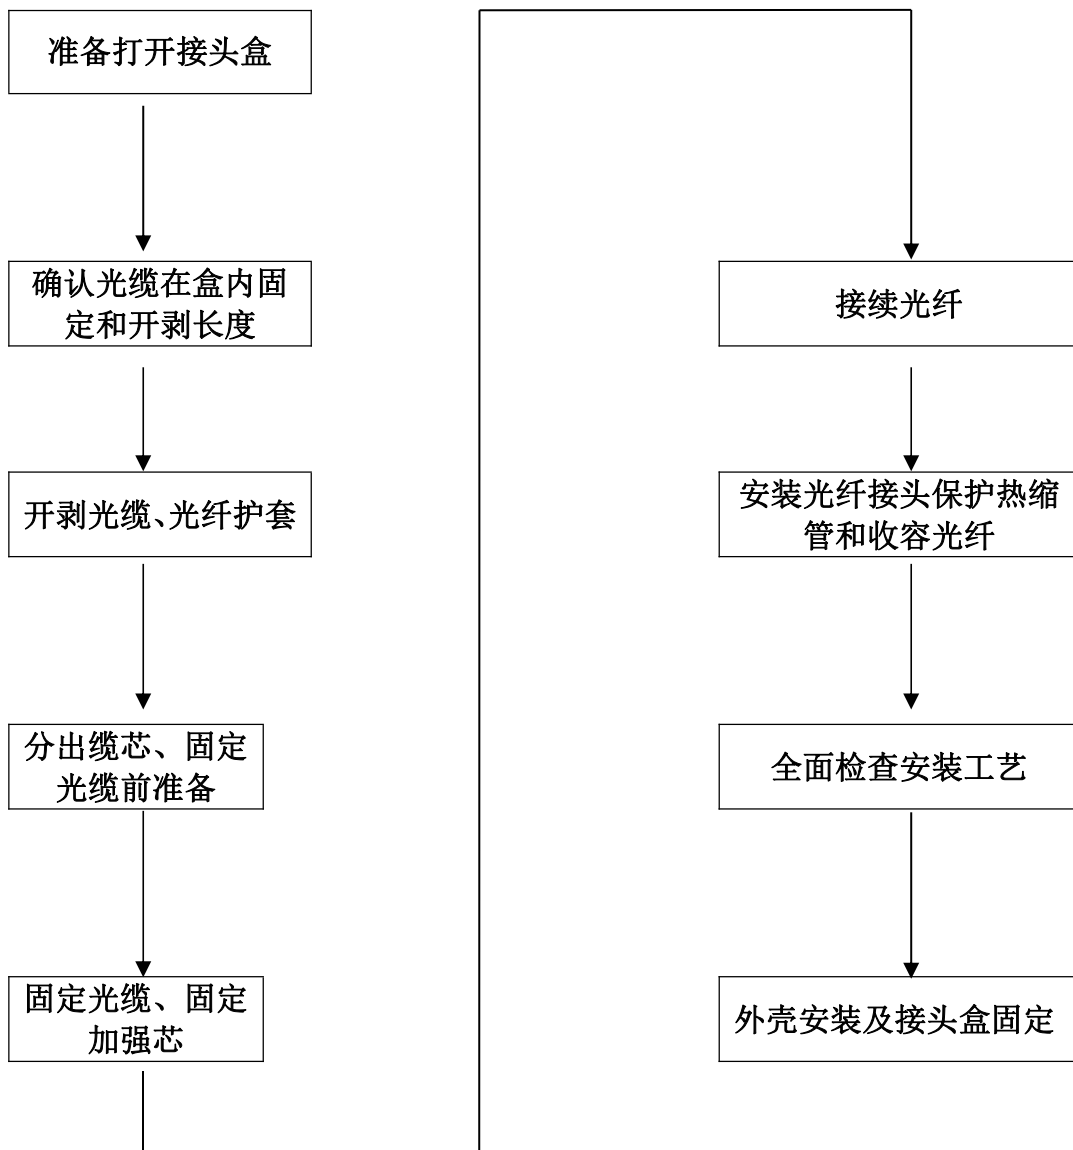 准备打开接头盒
确认光缆在盒内固
定和开剥长度
开剥光缆、光纤护套
分出缆芯、固定
光缆前准备
固定光缆、固定
加强芯
接续光纤
安装光纤接头保护热缩
管和收容光纤
全面检查安装工艺
外壳安装及接头盒固定